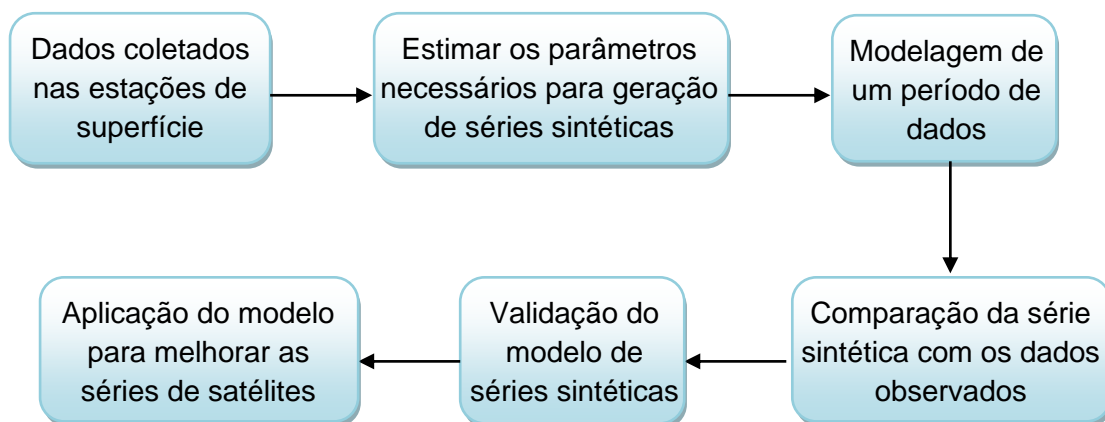 Dados coletados
nas estações de
superfície
Estimar os parâmetros
necessários para geração
de séries sintéticas
Modelagem de
um período de
dados
Comparação da série
sintética com os dados
observados
Validação do
modelo de
séries sintéticas
Aplicação do modelo
para melhorar as
séries de satélites